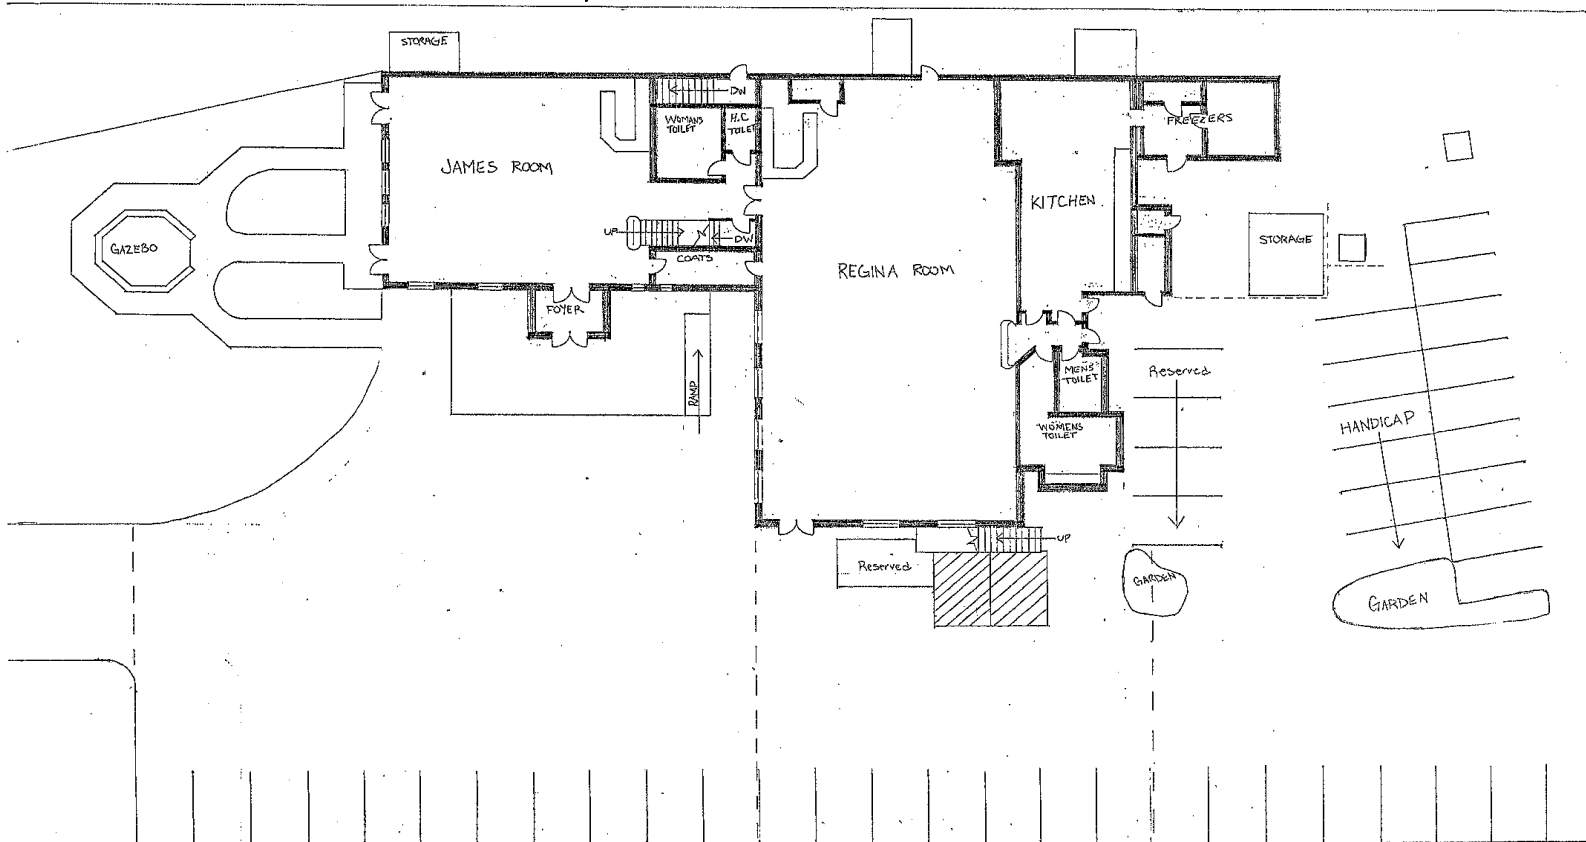 STORAGE
DW
WOMANS
TOILET
H.C
TOILET
FREEZERS
JAMES ROOM
KITCHEN
UP
DW
GAZEBO
STORAGE
COATS
REGINA ROOM
FOYER
RAMP
MENS
TOILET
Reserved
WOMENS
TOILET
HANDICAP
UP
Reserved
GARDEN
GARDEN